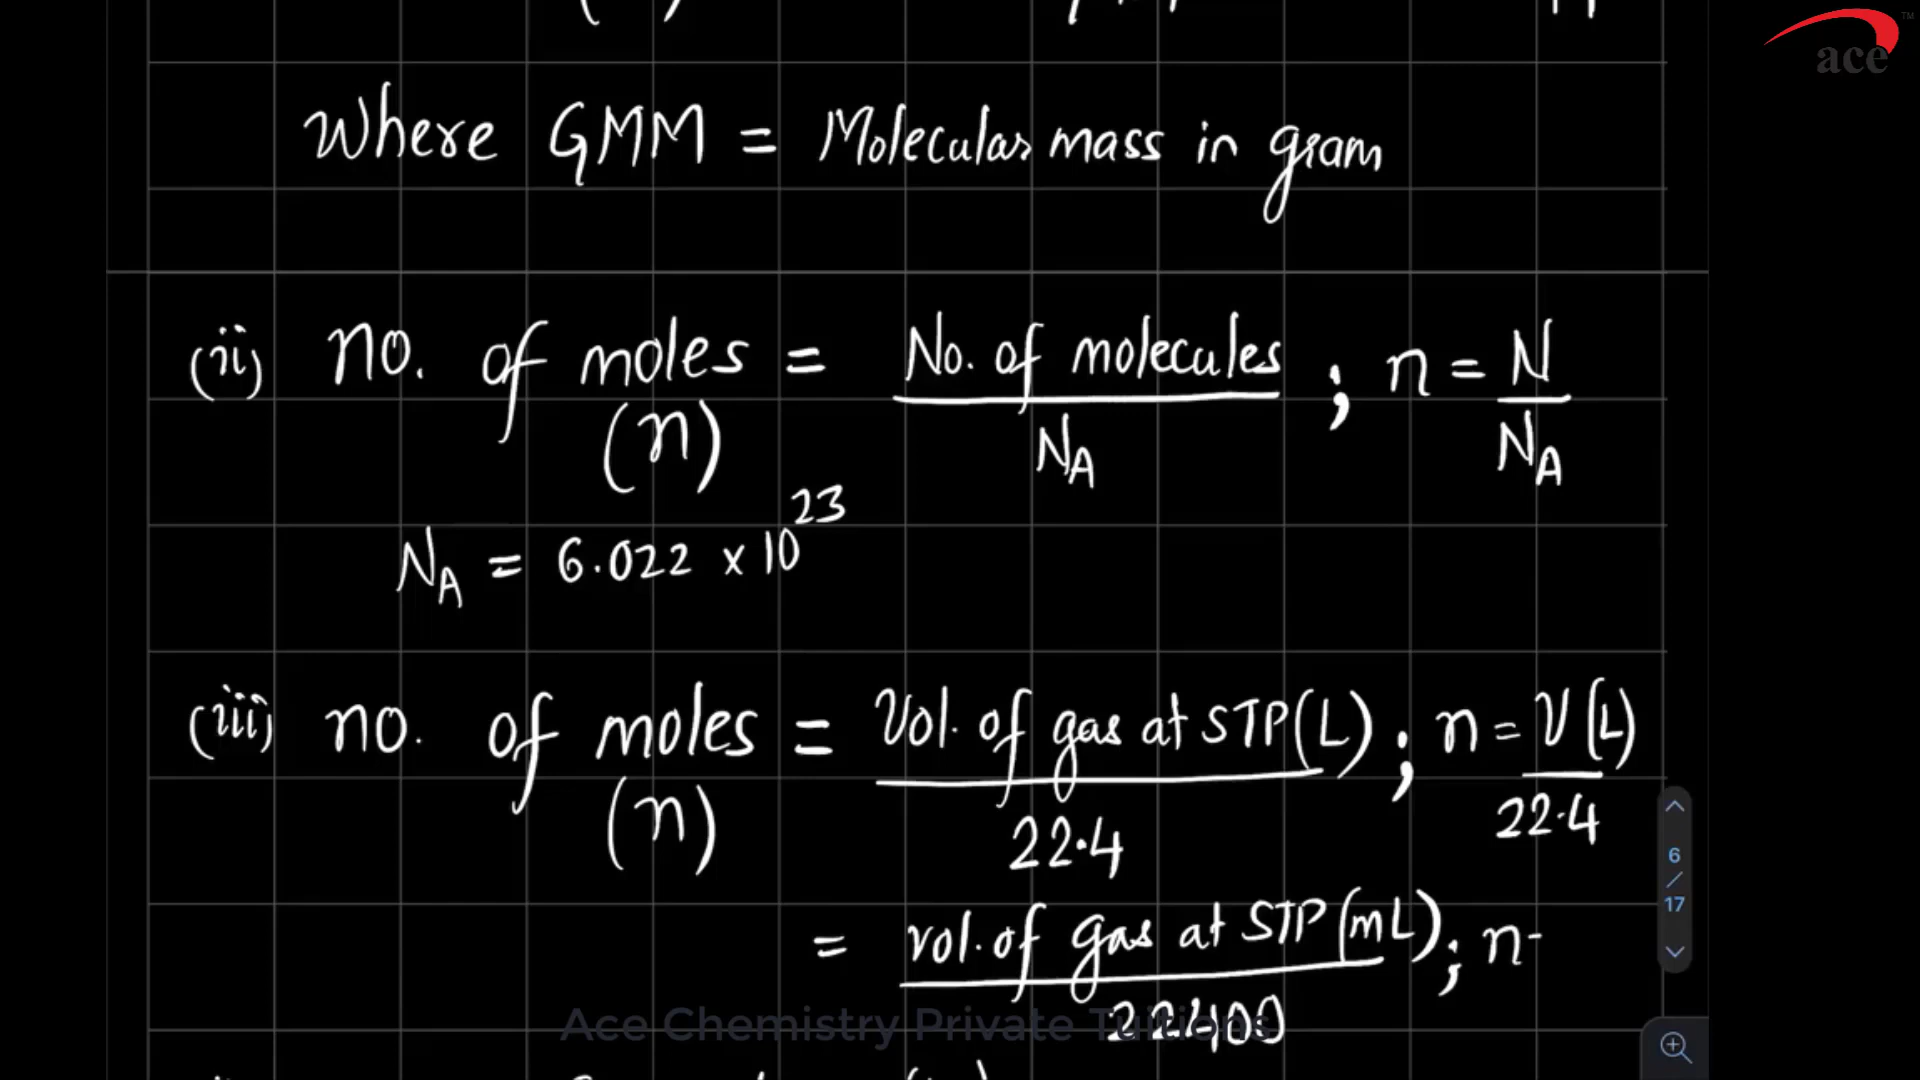 ace TM
Where GMM = Molecular mass in gram
(ii) no. of moles = No. of molecules ; n = N
(n) NA NA
NA = 6.022 x 10^23
(iii) no. of moles = Vol. of gas at STP (L) ; n = V (L)
(n) 22.4 22.4
= vol. of gas at STP (mL) ; n-
22400
Ace Chemistry Private Tuitions
6
/
17